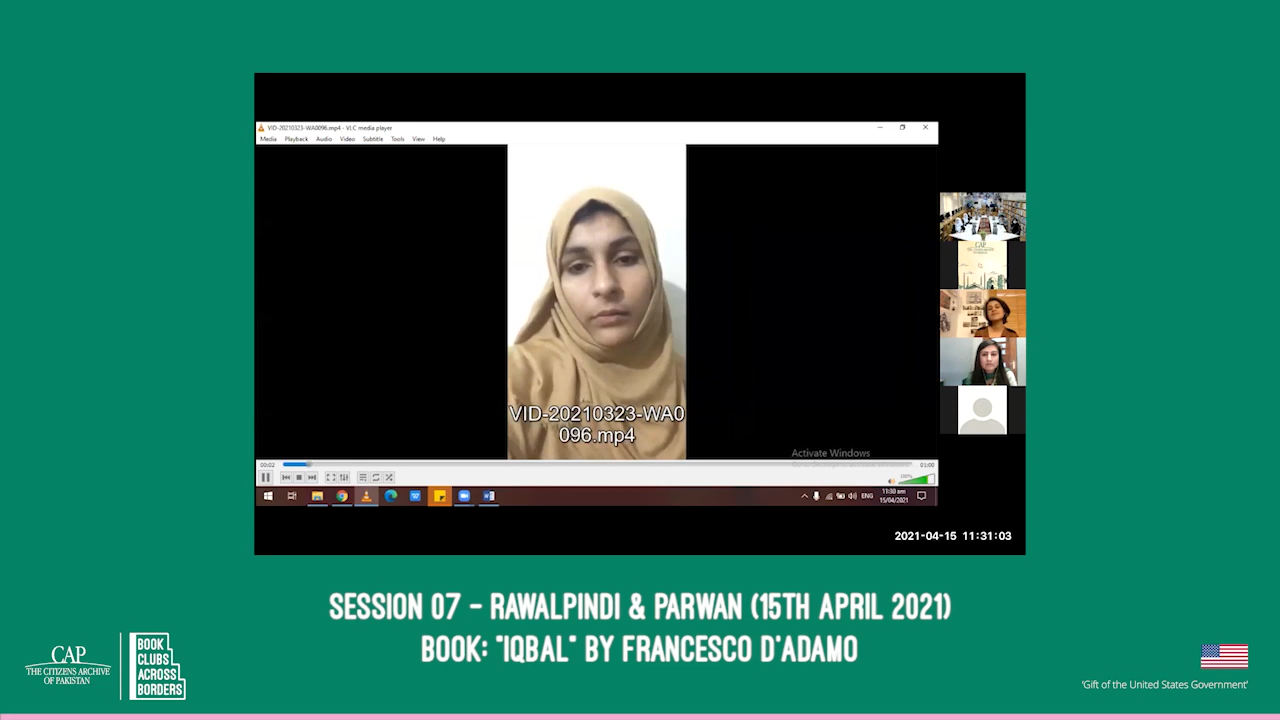 VID-20210323-WA0096.mp4 - VLC media player
Media Playback Audio Video Subtitle Tools View Help
CAP
VID-20210323-WA0
096.mp4
Activate Windows
00:02
01:00
100%
ENG
11:30 am
15/04/2021
2021-04-15 11:31:03
SESSION 07 - RAWALPINDI & PARWAN (15TH APRIL 2021)
BOOK: "IQBAL" BY FRANCESCO D'ADAMO
CAP
THE CITIZENS ARCHIVE
OF PAKISTAN
BOOK
CLUBS
ACROSS
BORDERS
'Gift of the United States Government'